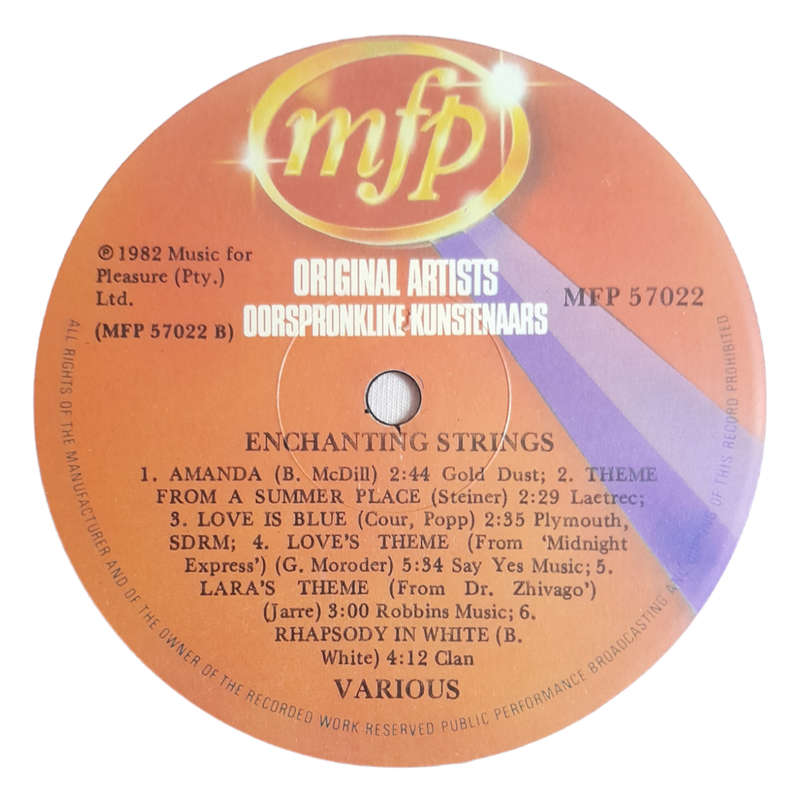 mfp
℗ 1982 Music for
Pleasure (Pty.)
Ltd.
(MFP 57022 B)
ORIGINAL ARTISTS
OORSPRONKLIKE KUNSTENAARS
MFP 57022
ENCHANTING STRINGS
1. AMANDA (B. McDill) 2:44 Gold Dust; 2. THEME
FROM A SUMMER PLACE (Steiner) 2:29 Laetrec;
3. LOVE IS BLUE (Cour, Popp) 2:35 Plymouth,
SDRM; 4. LOVE'S THEME (From 'Midnight
Express') (G. Moroder) 5:34 Say Yes Music; 5.
LARA'S THEME (From Dr. Zhivago')
(Jarre) 3:00 Robbins Music; 6.
RHAPSODY IN WHITE (B.
White) 4:12 Clan
VARIOUS
ALL RIGHTS OF THE MANUFACTURER AND OF THE OWNER OF THE RECORDED WORK RESERVED PUBLIC PERFORMANCE BROADCASTING AND COPYING OF THIS RECORD PROHIBITED